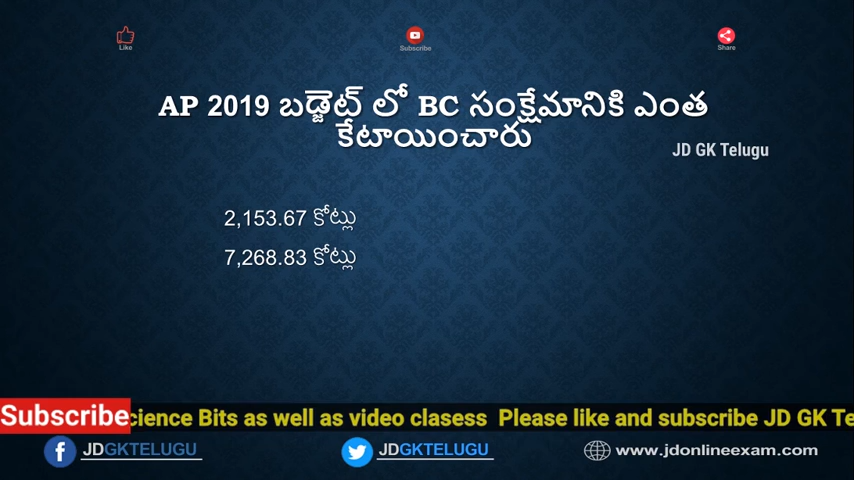 Like
Subscribe
Share
AP 2019 బడ్జెట్ లో BC సంక్షేమానికి ఎంత
కేటాయించారు
JD GK Telugu
2,153.67 కోట్లు
7,268.83 కోట్లు
Subscribe
cience Bits as well as video clasess Please like and subscribe JD GK Te
JDGKTELUGU
JDGKTELUGU
www.jdonlineexam.com